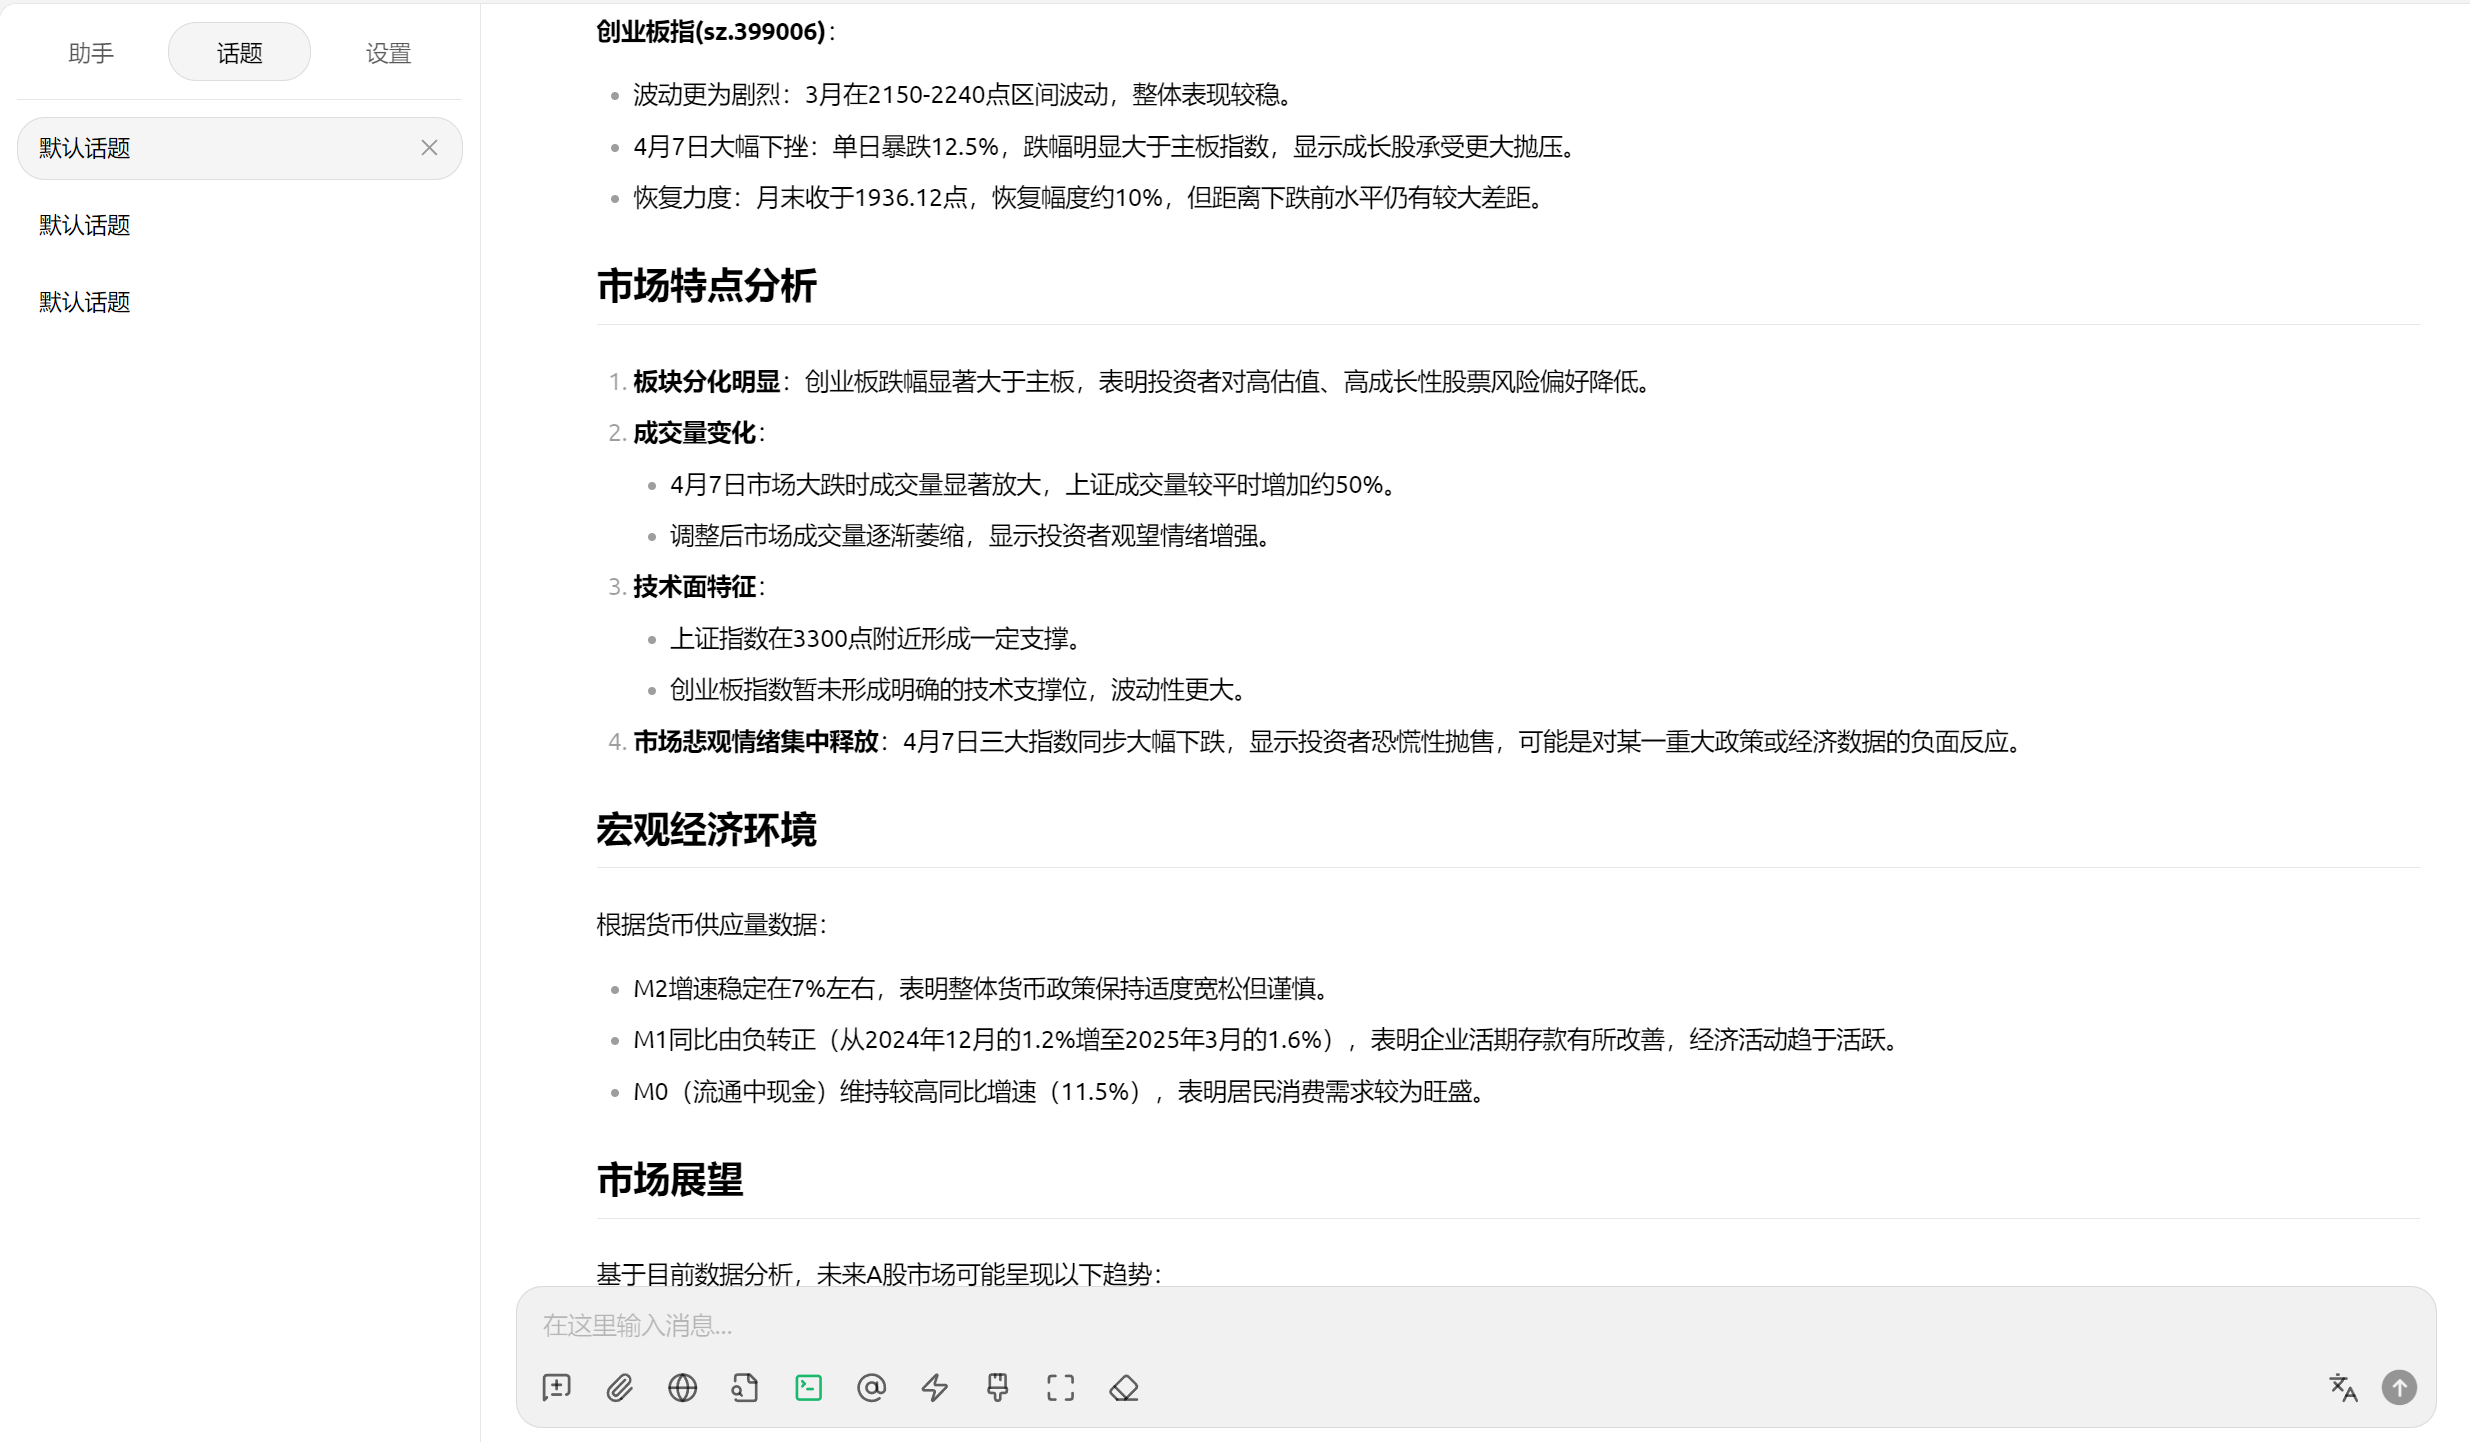 助手
话题
设置
默认话题
默认话题
默认话题
创业板指(sz.399006)：
波动更为剧烈：3月在2150-2240点区间波动，整体表现较稳。
4月7日大幅下挫：单日暴跌12.5%，跌幅明显大于主板指数，显示成长股承受更大抛压。
恢复力度：月末收于1936.12点，恢复幅度约10%，但距离下跌前水平仍有较大差距。
市场特点分析
1. 板块分化明显：创业板跌幅显著大于主板，表明投资者对高估值、高成长性股票风险偏好降低。
2. 成交量变化：
4月7日市场大跌时成交量显著放大，上证成交量较平时增加约50%。
调整后市场成交量逐渐萎缩，显示投资者观望情绪增强。
3. 技术面特征：
上证指数在3300点附近形成一定支撑。
创业板指数暂未形成明确的技术支撑位，波动性更大。
4. 市场悲观情绪集中释放：4月7日三大指数同步大幅下跌，显示投资者恐慌性抛售，可能是对某一重大政策或经济数据的负面反应。
宏观经济环境
根据货币供应量数据：
M2增速稳定在7%左右，表明整体货币政策保持适度宽松但谨慎。
M1同比由负转正（从2024年12月的1.2%增至2025年3月的1.6%），表明企业活期存款有所改善，经济活动趋于活跃。
M0（流通中现金）维持较高同比增速（11.5%），表明居民消费需求较为旺盛。
市场展望
基于目前数据分析，未来A股市场可能呈现以下趋势：
在这里输入消息...